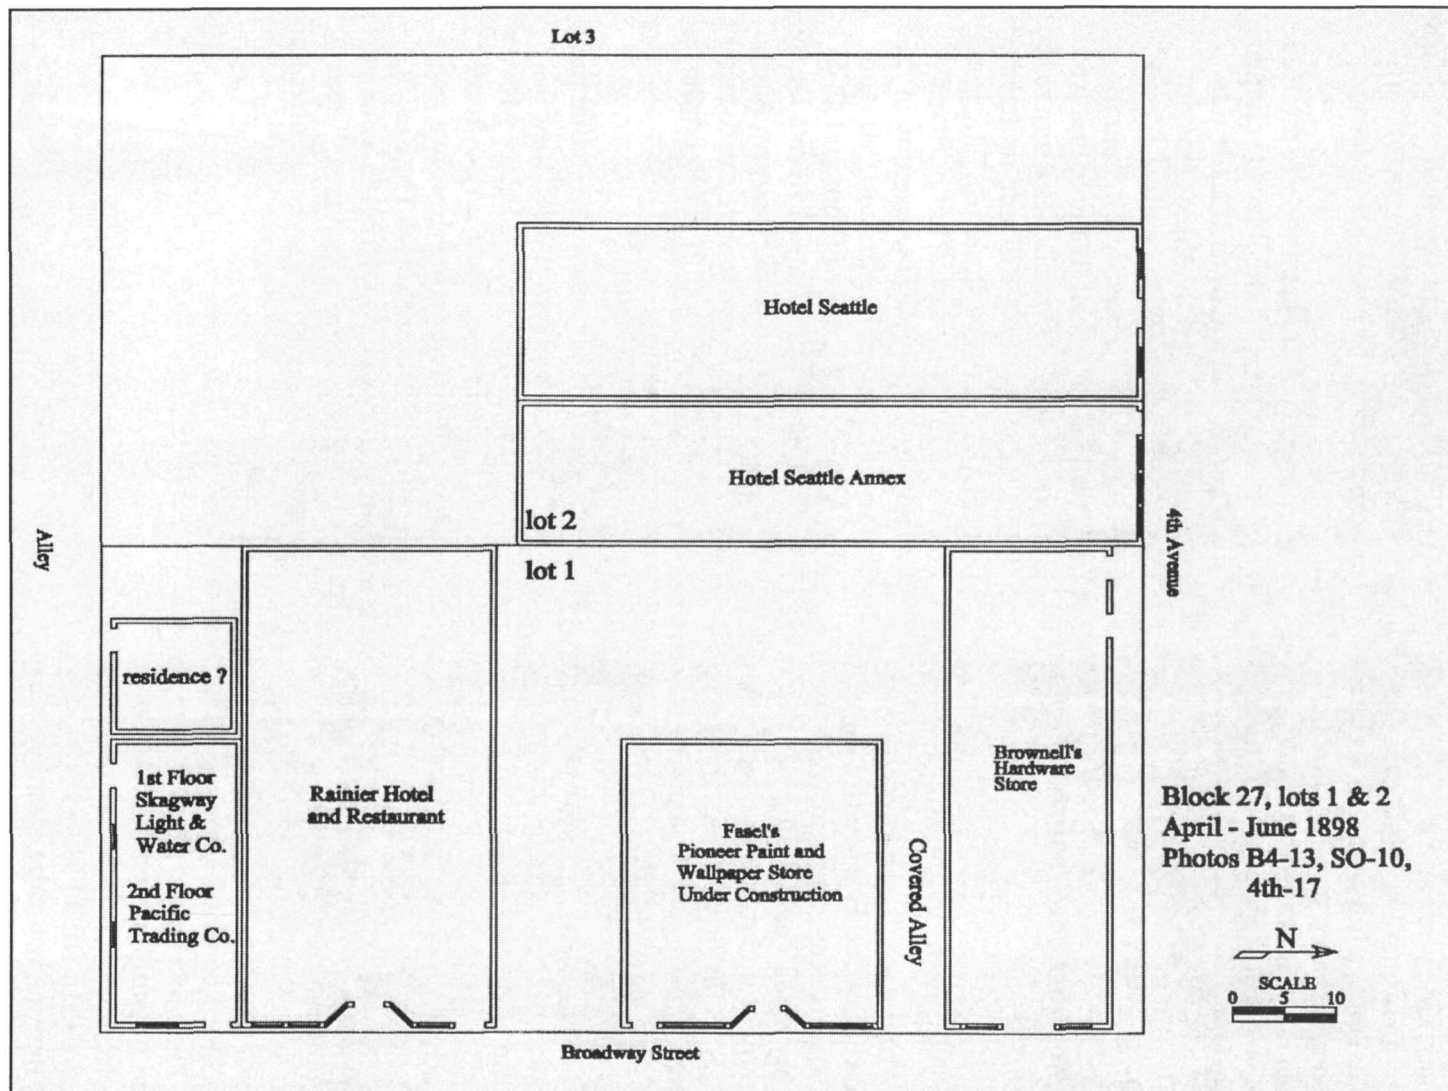 Lot 3
Hotel Seattle
Hotel Seattle Annex
lot 2
lot 1
Alley
4th Avenue
residence ?
1st Floor
Skagway
Light &
Water Co.
2nd Floor
Pacific
Trading Co.
Rainier Hotel
and Restaurant
Fasel's
Pioneer Paint and
Wallpaper Store
Under Construction
Covered Alley
Brownell's
Hardware
Store
Block 27, lots 1 & 2
April - June 1898
Photos B4-13, SO-10,
4th-17
N
SCALE
0 5 10
Broadway Street